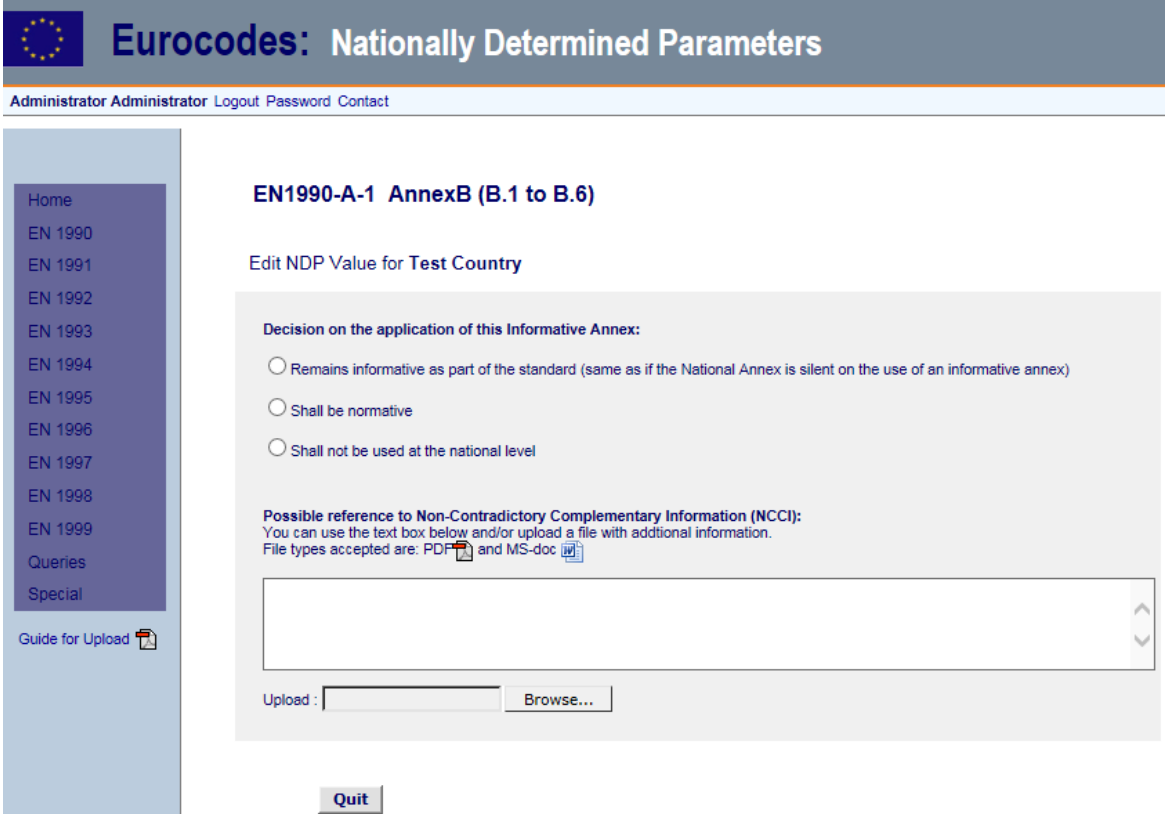 Eurocodes: Nationally Determined Parameters
Administrator Administrator Logout Password Contact
Home
EN 1990
EN 1991
EN 1992
EN 1993
EN 1994
EN 1995
EN 1996
EN 1997
EN 1998
EN 1999
Queries
Special
Guide for Upload
EN1990-A-1 AnnexB (B.1 to B.6)
Edit NDP Value for Test Country
Decision on the application of this Informative Annex:
Remains informative as part of the standard (same as if the National Annex is silent on the use of an informative annex)
Shall be normative
Shall not be used at the national level
Possible reference to Non-Contradictory Complementary Information (NCCI):
You can use the text box below and/or upload a file with addtional information.
File types accepted are: PDF and MS-doc
Upload :
Browse...
Quit